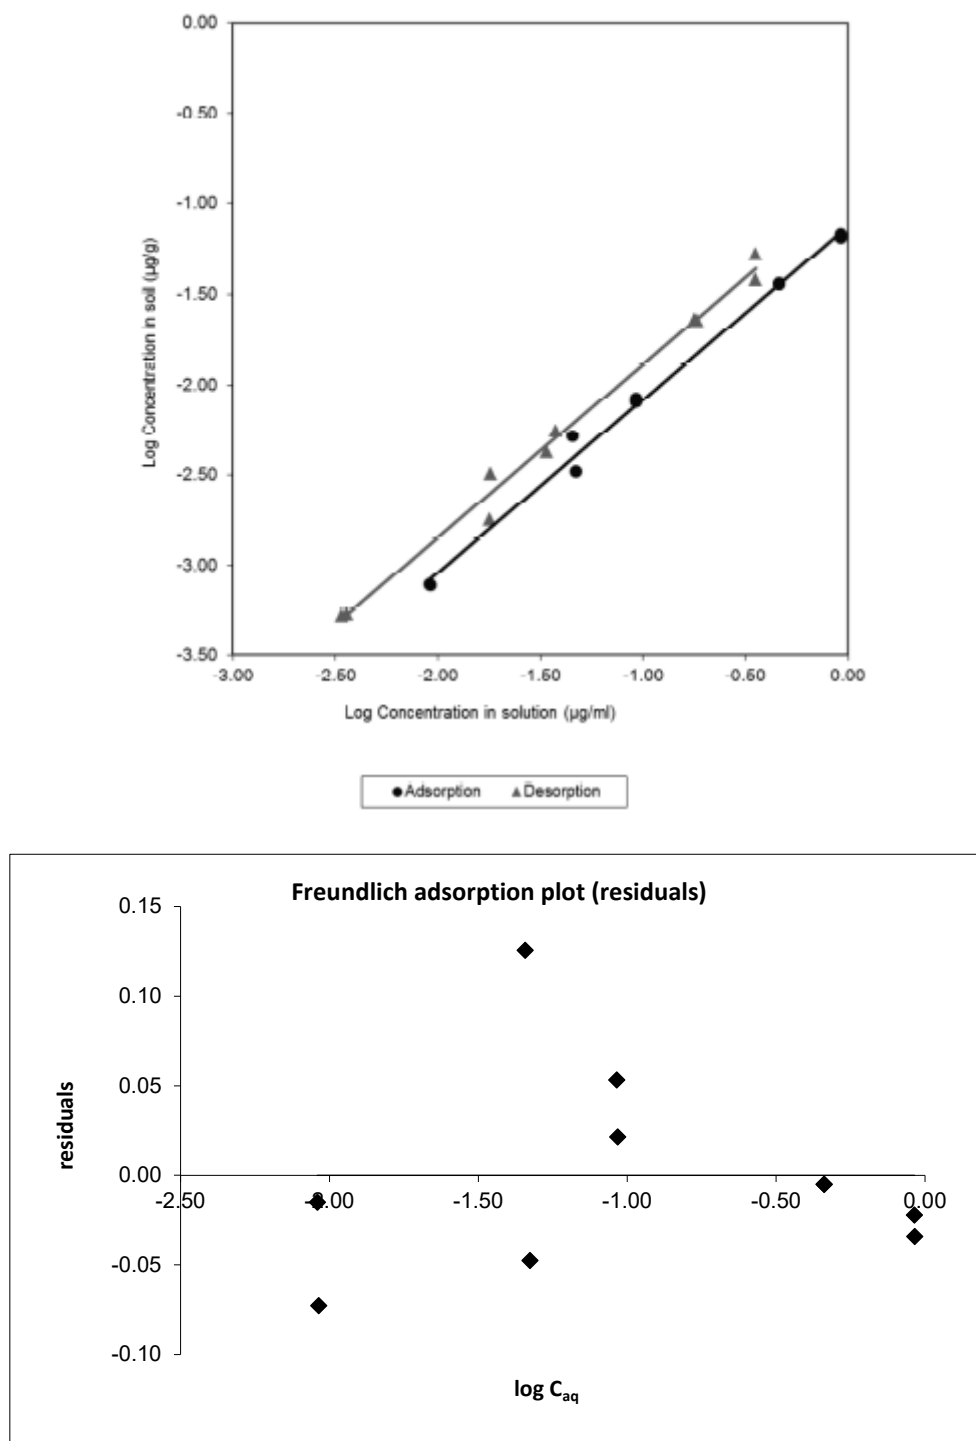 0.00
-0.50
-1.00
-1.50
-2.00
-2.50
-3.00
-3.50
Log Concentration in soil (µg/g)
-3.00 -2.50 -2.00 -1.50 -1.00 -0.50 0.00
Log Concentration in solution (µg/ml)
Adsorption Desorption
Freundlich adsorption plot (residuals)
0.15
0.10
0.05
0.00
-0.05
-0.10
residuals
-2.50 -2.00 -1.50 -1.00 -0.50 0.00
log Caq